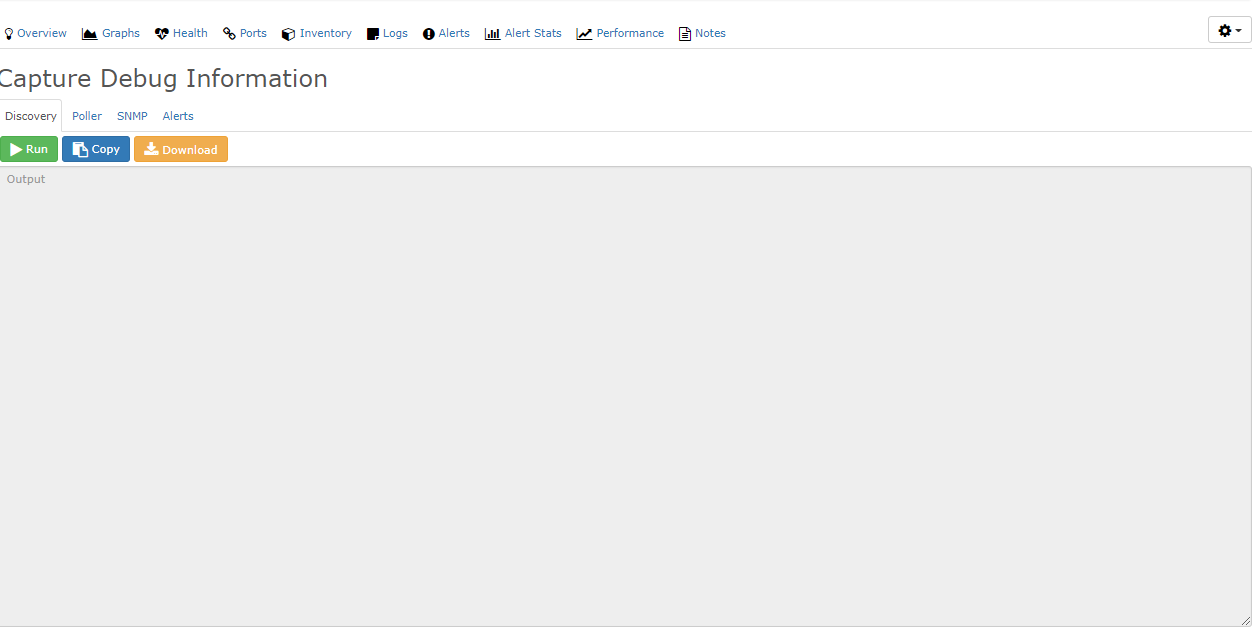 Overview Graphs Health Ports Inventory Logs Alerts Alert Stats Performance Notes
Capture Debug Information
Discovery Poller SNMP Alerts
Run Copy Download
Output